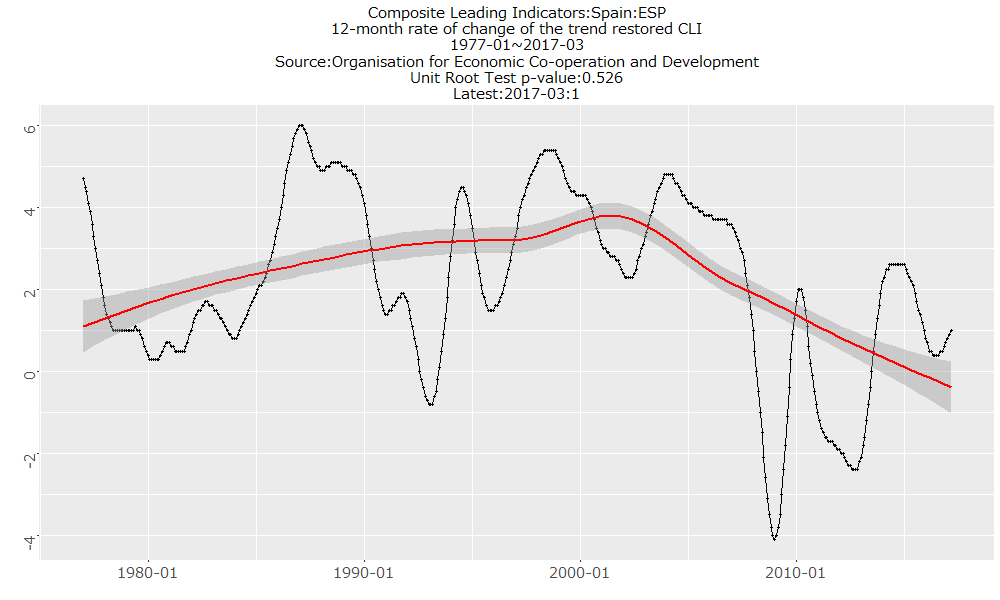 Composite Leading Indicators:Spain:ESP
12-month rate of change of the trend restored CLI
1977-01~2017-03
Source:Organisation for Economic Co-operation and Development
Unit Root Test p-value:0.526
Latest:2017-03:1
6
4
2
0
-2
-4
1980-01
1990-01
2000-01
2010-01